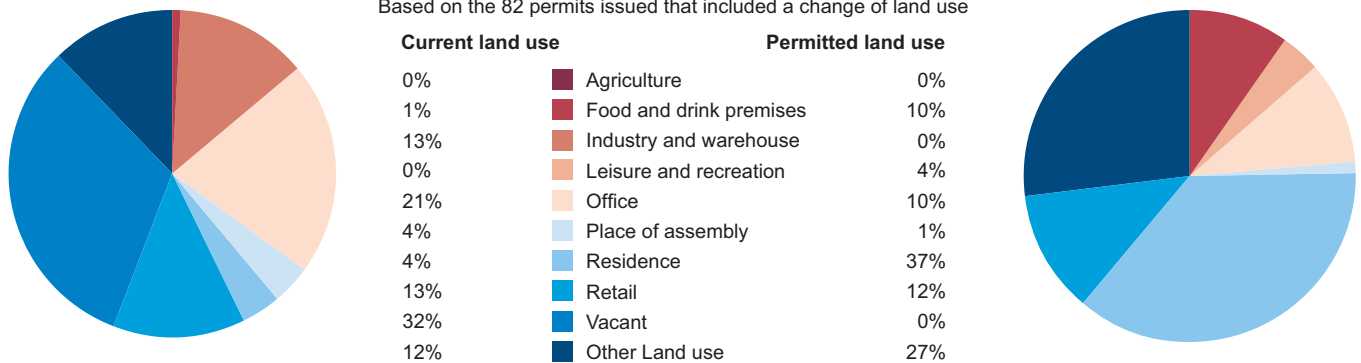 Based on the 82 permits issued that included a change of land use
Current land use Permitted land use
0% Agriculture 0%
1% Food and drink premises 10%
13% Industry and warehouse 0%
0% Leisure and recreation 4%
21% Office 10%
4% Place of assembly 1%
4% Residence 37%
13% Retail 12%
32% Vacant 0%
12% Other Land use 27%